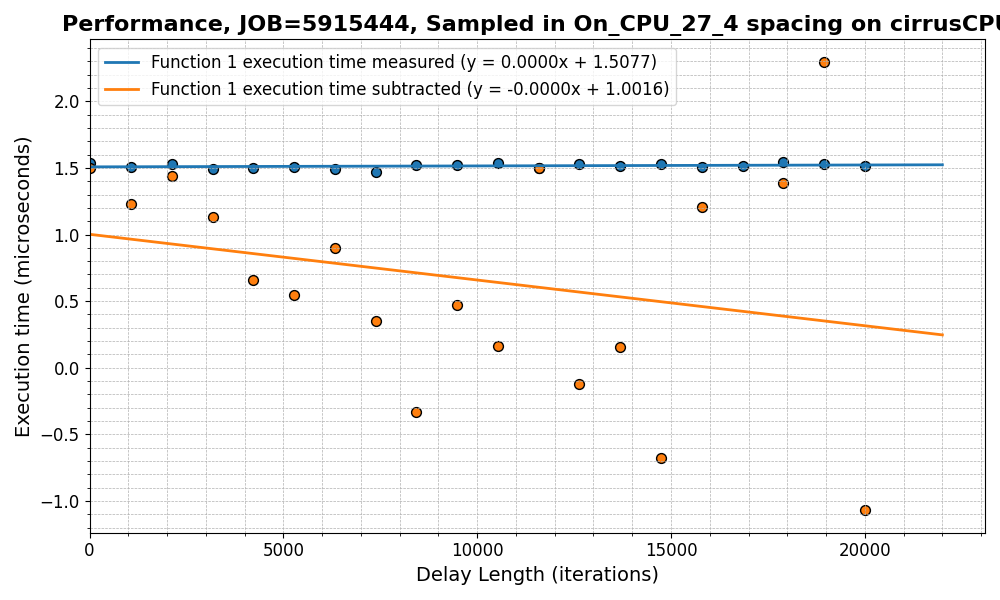 Performance, JOB=5915444, Sampled in On_CPU_27_4 spacing on cirrusCPU
Function 1 execution time measured (y = 0.0000x + 1.5077)
Function 1 execution time subtracted (y = -0.0000x + 1.0016)
Execution time (microseconds)
2.0
1.5
1.0
0.5
0.0
−0.5
−1.0
0 5000 10000 15000 20000
Delay Length (iterations)